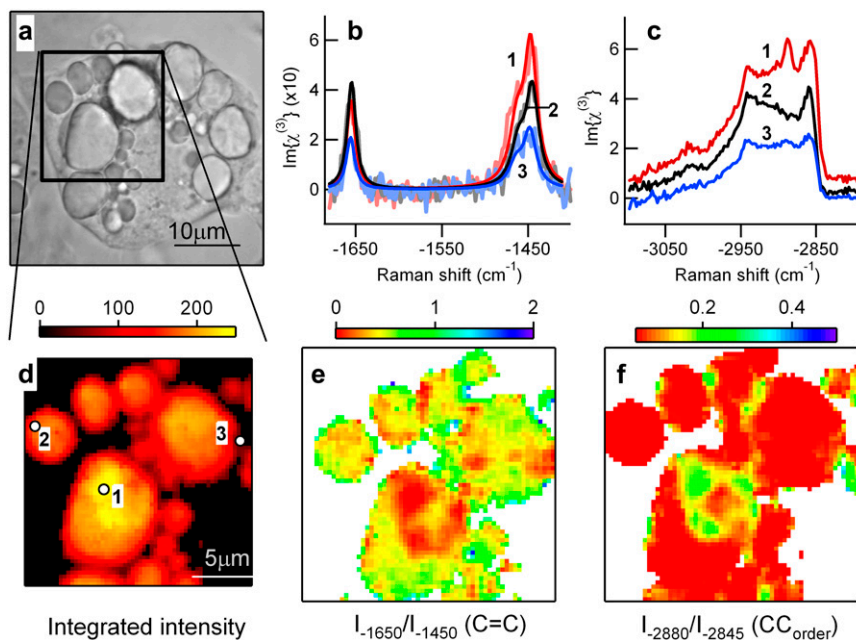 a
10μm
b
Im{χ(3)} (x10)
6
4
2
0
1
2
3
-1650
-1550
-1450
Raman shift (cm-1)
c
Im{χ(3)}
6
4
2
0
1
2
3
-3050
-2950
-2850
Raman shift (cm-1)
0
100
200
d
1
2
3
5μm
Integrated intensity
0
1
2
e
I-1650/I-1450 (C=C)
0.2
0.4
f
I-2880/I-2845 (CCorder)